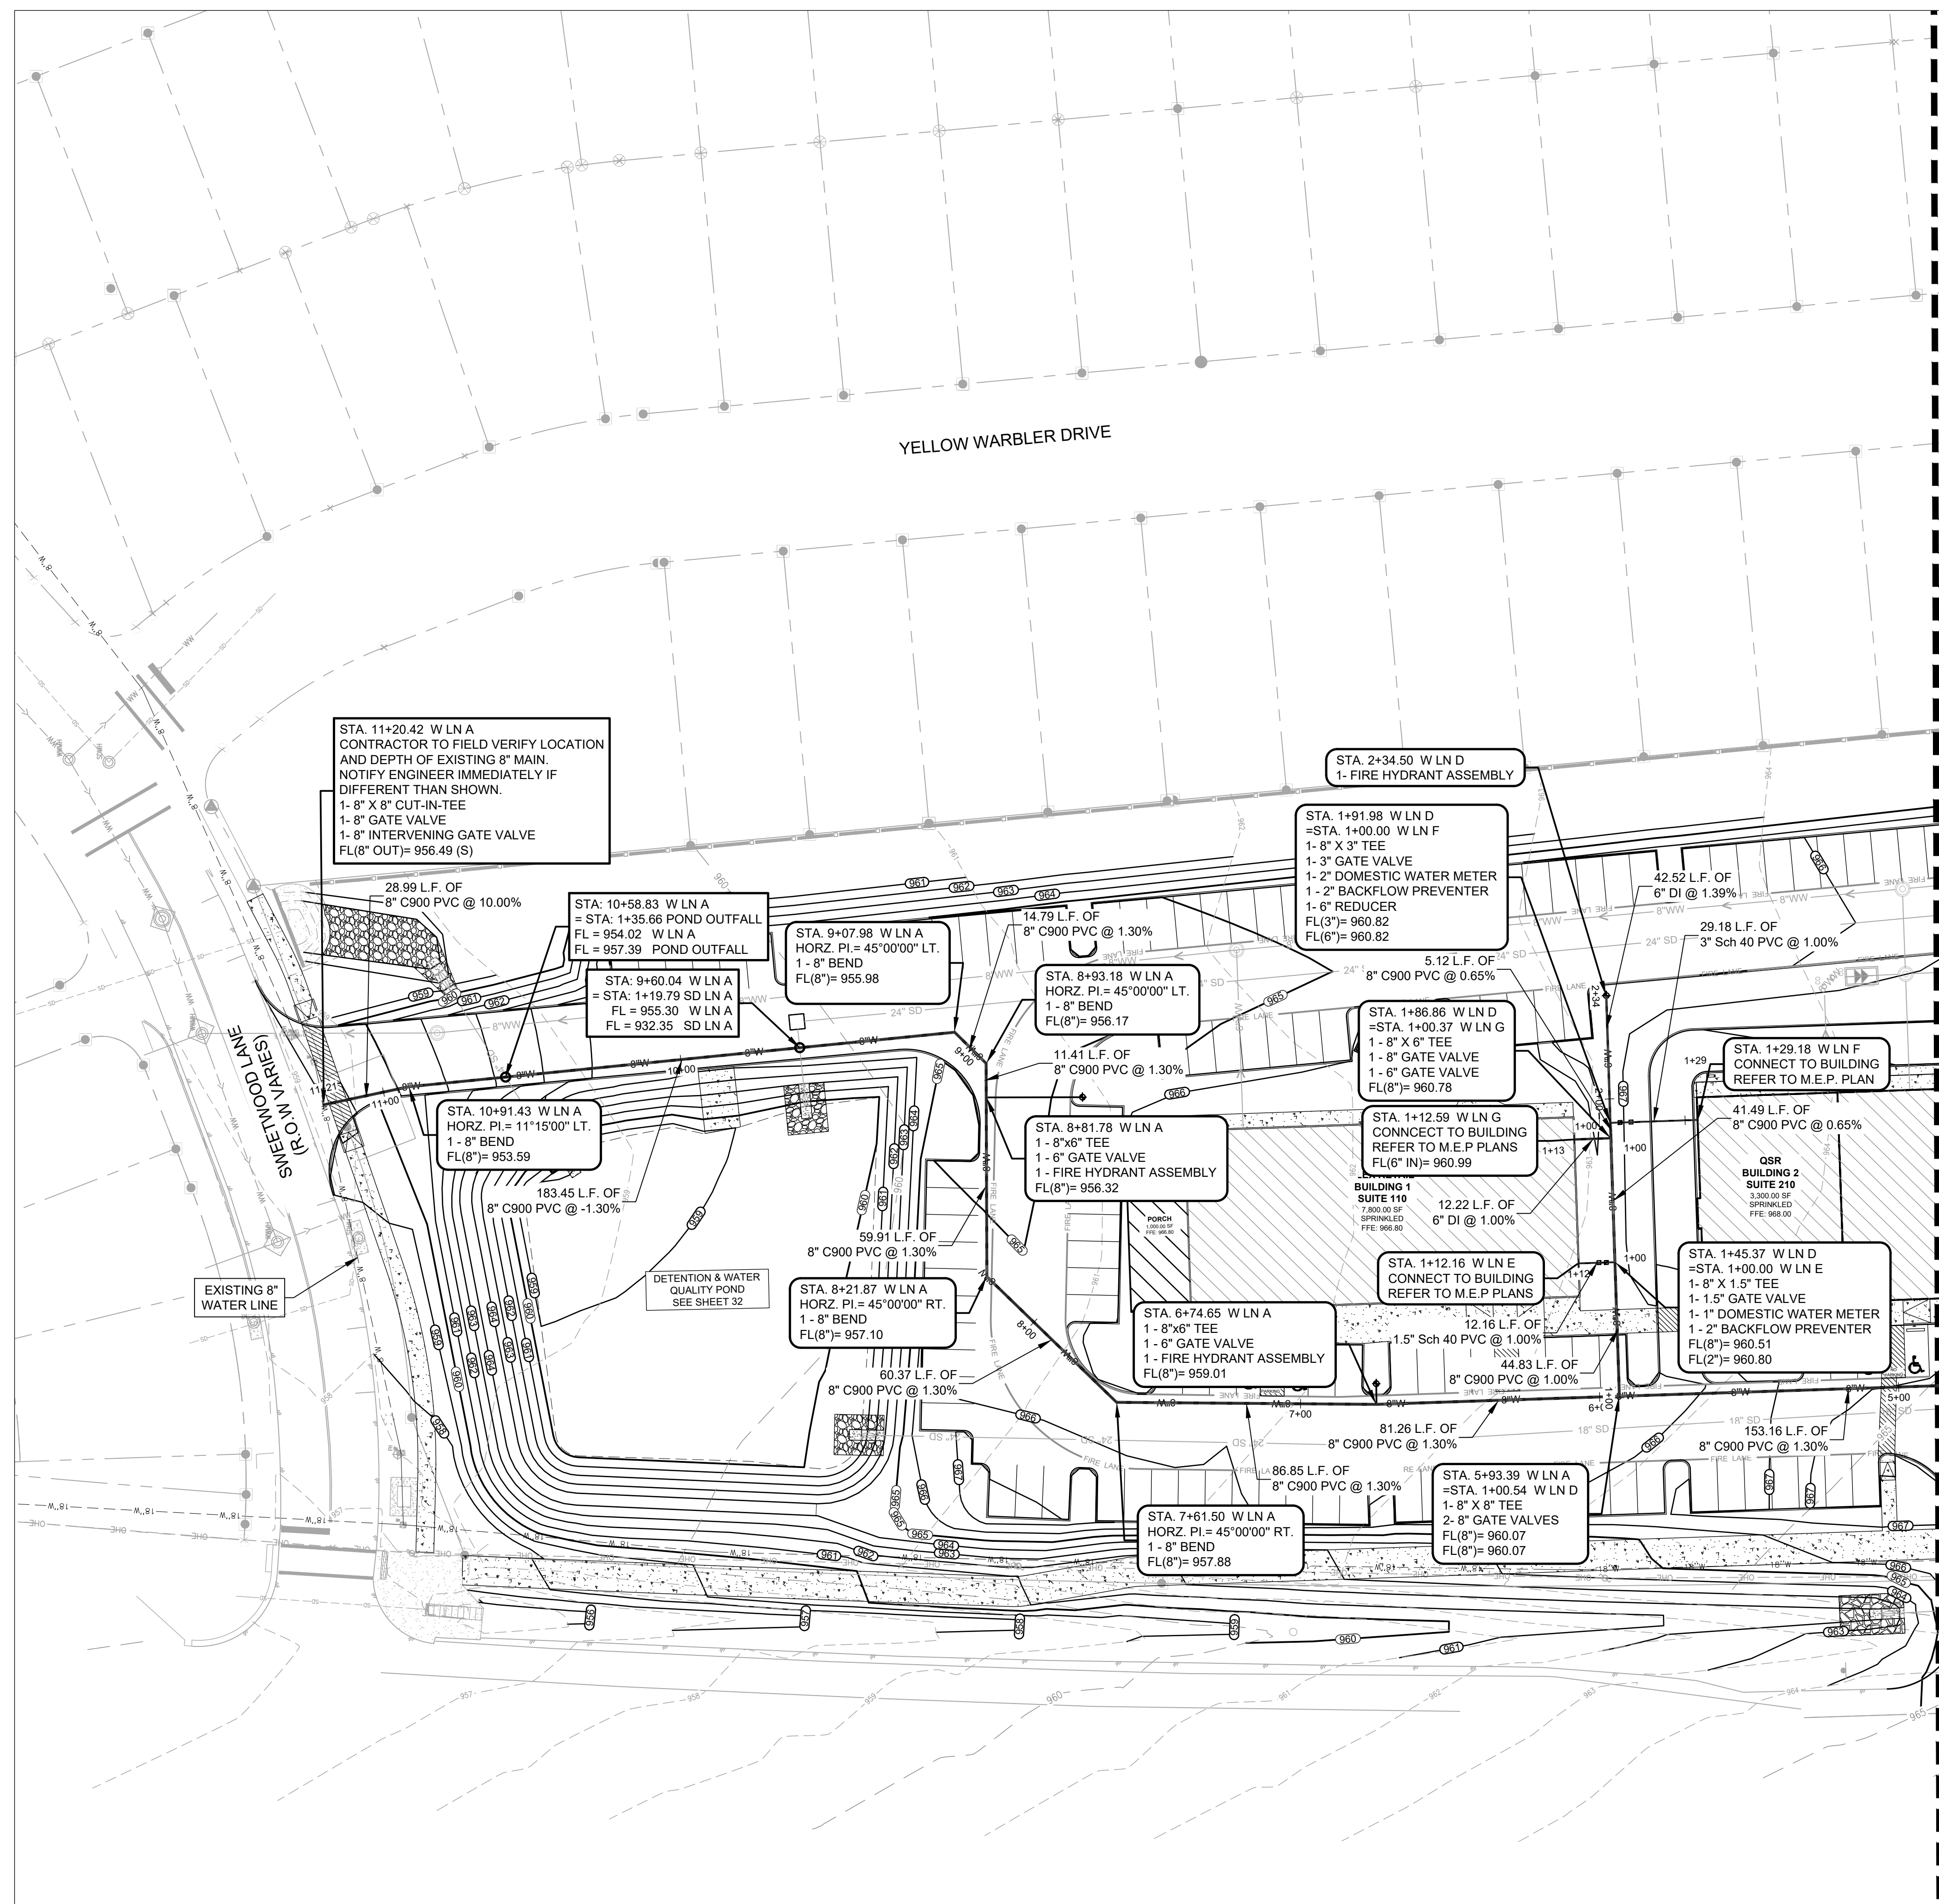 YELLOW WARBLER DRIVE
STA. 11+20.42 W LN A
CONTRACTOR TO FIELD VERIFY LOCATION
AND DEPTH OF EXISTING 8" MAIN.
NOTIFY ENGINEER IMMEDIATELY IF
DIFFERENT THAN SHOWN.
1- 8" X 8" CUT-IN-TEE
1- 8" GATE VALVE
1- 8" INTERVENING GATE VALVE
FL(8" OUT)= 956.49 (S)
28.99 L.F. OF
8" C900 PVC @ 10.00%
STA: 10+58.83 W LN A
= STA: 1+35.66 POND OUTFALL
FL = 954.02 W LN A
FL = 957.39 POND OUTFALL
STA: 9+60.04 W LN A
= STA: 1+19.79 SD LN A
FL = 955.30 W LN A
FL = 932.35 SD LN A
STA. 9+07.98 W LN A
HORZ. PI.= 45°00'00" LT.
1 - 8" BEND
FL(8")= 955.98
14.79 L.F. OF
8" C900 PVC @ 1.30%
STA. 8+93.18 W LN A
HORZ. PI.= 45°00'00" LT.
1 - 8" BEND
FL(8")= 956.17
11.41 L.F. OF
8" C900 PVC @ 1.30%
STA. 8+81.78 W LN A
1 - 8"x6" TEE
1 - 6" GATE VALVE
1 - FIRE HYDRANT ASSEMBLY
FL(8")= 956.32
STA. 2+34.50 W LN D
1- FIRE HYDRANT ASSEMBLY
STA. 1+91.98 W LN D
=STA. 1+00.00 W LN F
1- 8" X 3" TEE
1- 3" GATE VALVE
1 - 2" DOMESTIC WATER METER
1 - 2" BACKFLOW PREVENTER
1- 6" REDUCER
FL(3")= 960.82
FL(6")= 960.82
42.52 L.F. OF
6" DI @ 1.39%
29.18 L.F. OF
3" Sch 40 PVC @ 1.00%
5.12 L.F. OF
8" C900 PVC @ 0.65%
STA. 1+86.86 W LN D
=STA. 1+00.37 W LN G
1 - 8" X 6" TEE
1 - 8" GATE VALVE
1 - 6" GATE VALVE
FL(8")= 960.78
STA. 1+29.18 W LN F
CONNECT TO BUILDING
REFER TO M.E.P. PLAN
STA. 1+12.59 W LN G
CONNCECT TO BUILDING
REFER TO M.E.P PLANS
FL(6" IN)= 960.99
41.49 L.F. OF
8" C900 PVC @ 0.65%
QSR
BUILDING 2
SUITE 210
3,300.00 SF
SPRINKLED
FFE: 968.00
BUILDING 1
SUITE 110
7,800.00 SF
SPRINKLED
FFE: 966.80
PORCH
1,000.00 SF
FFE: 966.80
12.22 L.F. OF
6" DI @ 1.00%
STA. 1+12.16 W LN E
CONNECT TO BUILDING
REFER TO M.E.P PLANS
STA. 1+45.37 W LN D
=STA. 1+00.00 W LN E
1- 8" X 1.5" TEE
1- 1.5" GATE VALVE
1- 1" DOMESTIC WATER METER
1 - 2" BACKFLOW PREVENTER
FL(8")= 960.51
FL(2")= 960.80
12.16 L.F. OF
1.5" Sch 40 PVC @ 1.00%
44.83 L.F. OF
8" C900 PVC @ 1.00%
STA. 10+91.43 W LN A
HORZ. PI.= 11°15'00" LT.
1 - 8" BEND
FL(8")= 953.59
183.45 L.F. OF
8" C900 PVC @ -1.30%
59.91 L.F. OF
8" C900 PVC @ 1.30%
DETENTION & WATER
QUALITY POND
SEE SHEET 32
STA. 8+21.87 W LN A
HORZ. PI.= 45°00'00" RT.
1 - 8" BEND
FL(8")= 957.10
60.37 L.F. OF
8" C900 PVC @ 1.30%
STA. 6+74.65 W LN A
1 - 8"x6" TEE
1 - 6" GATE VALVE
1 - FIRE HYDRANT ASSEMBLY
FL(8")= 959.01
81.26 L.F. OF
8" C900 PVC @ 1.30%
153.16 L.F. OF
8" C900 PVC @ 1.30%
86.85 L.F. OF
8" C900 PVC @ 1.30%
STA. 7+61.50 W LN A
HORZ. PI.= 45°00'00" RT.
1 - 8" BEND
FL(8")= 957.88
STA. 5+93.39 W LN A
=STA. 1+00.54 W LN D
1- 8" X 8" TEE
2- 8" GATE VALVES
FL(8")= 960.07
FL(8")= 960.07
EXISTING 8"
WATER LINE
SWEETWOOD LANE
(R.O.W VARIES)
11+00
10+00
9+00
8+00
7+00
5+00